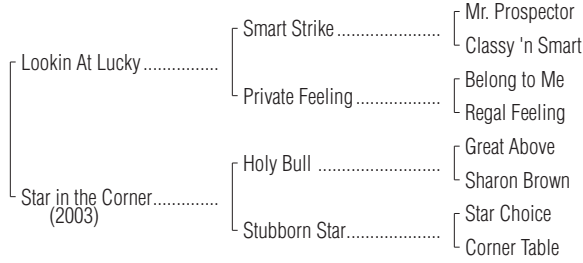 Mr. Prospector
Smart Strike ......................
Classy 'n Smart
Lookin At Lucky ................
Belong to Me
Private Feeling ..................
Regal Feeling
Great Above
Holy Bull ..........................
Sharon Brown
Star in the Corner ..............
(2003)
Star Choice
Stubborn Star ....................
Corner Table